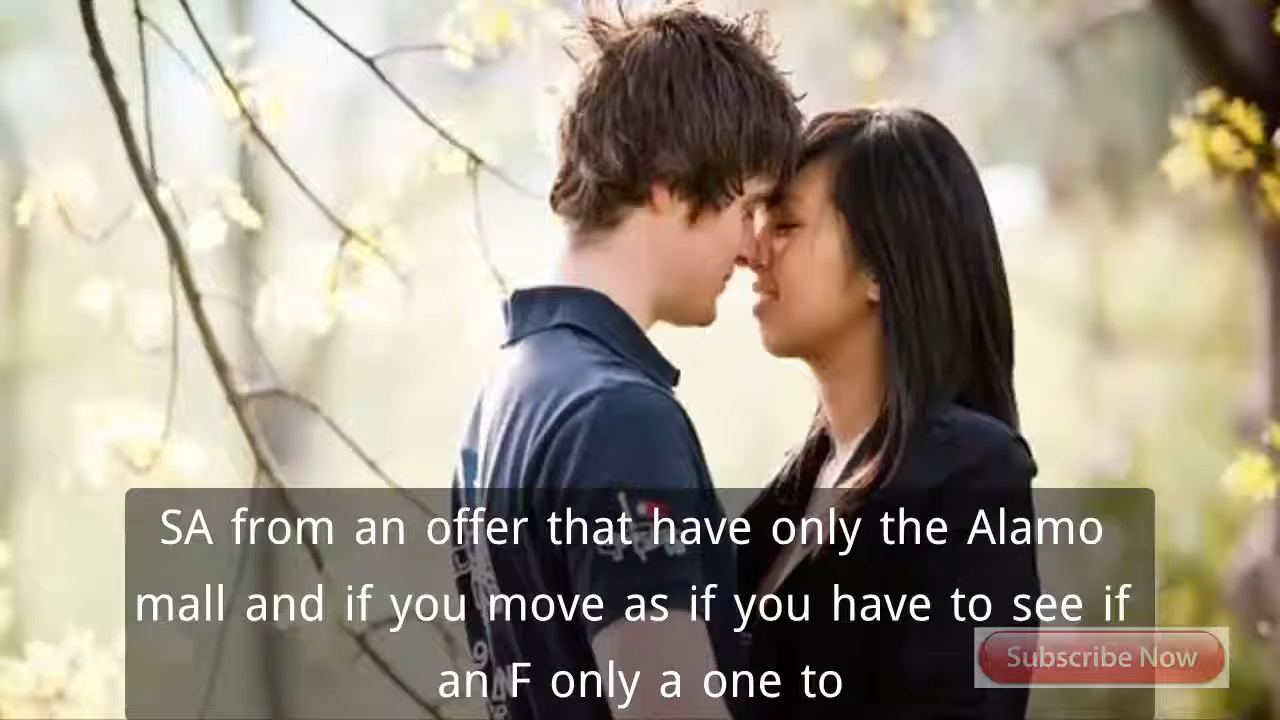 SA from an offer that have only the Alamo
mall and if you move as if you have to see if
an F only a one to
Subscribe Now